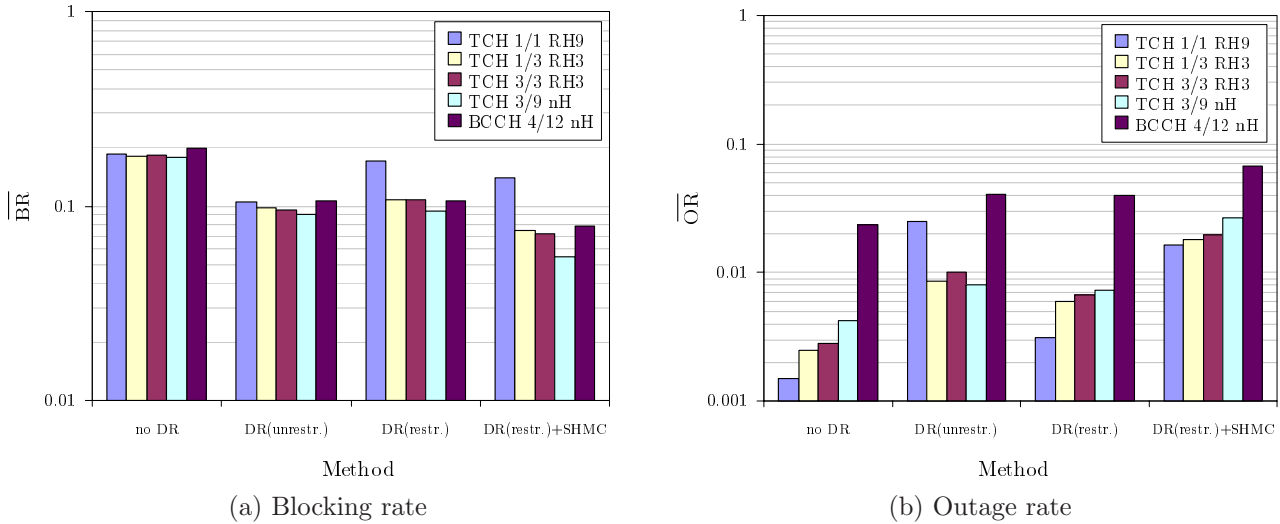 1
0.1
0.01
BR
TCH 1/1 RH9
TCH 1/3 RH3
TCH 3/3 RH3
TCH 3/9 nH
BCCH 4/12 nH
no DR
DR(unrestr.)
DR(restr.)
DR(restr.)+SHMC
Method
(a) Blocking rate
1
0.1
0.01
0.001
OR
TCH 1/1 RH9
TCH 1/3 RH3
TCH 3/3 RH3
TCH 3/9 nH
BCCH 4/12 nH
no DR
DR(unrestr.)
DR(restr.)
DR(restr.)+SHMC
Method
(b) Outage rate